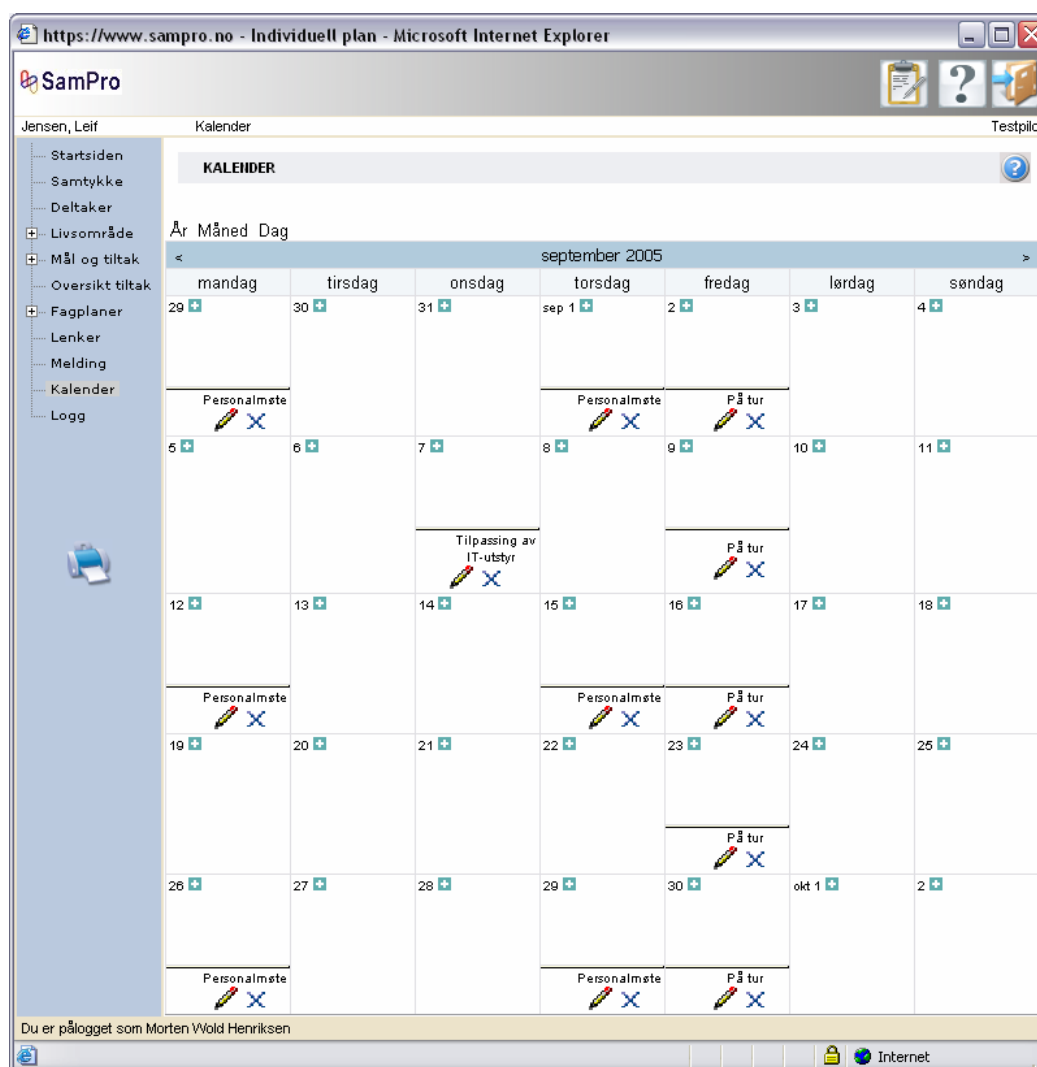 https://www.sampro.no - Individuell plan - Microsoft Internet Explorer
SamPro
Jensen, Leif Kalender Testpilo
Startsiden
Samtykke
Deltaker
Livsområde
Mål og tiltak
Oversikt tiltak
Fagplaner
Lenker
Melding
Kalender
Logg
KALENDER
År Måned Dag
< september 2005 >
mandag tirsdag onsdag torsdag fredag lørdag søndag
29 30 31 sep 1 2 3 4
Personalmøte Personalmøte På tur
5 6 7 8 9 10 11
Tilpassing av
IT-utstyr På tur
12 13 14 15 16 17 18
Personalmøte Personalmøte På tur
19 20 21 22 23 24 25
På tur
26 27 28 29 30 okt 1 2
Personalmøte Personalmøte På tur
Du er pålogget som Morten Wold Henriksen
Internet